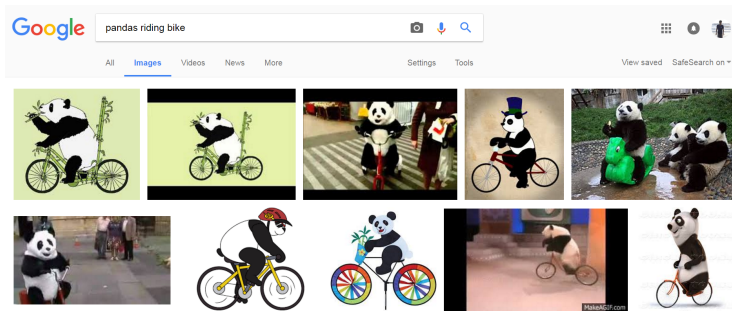 Google
pandas riding bike
All Images Videos News More Settings Tools View saved SafeSearch on
MakeAGIF.com